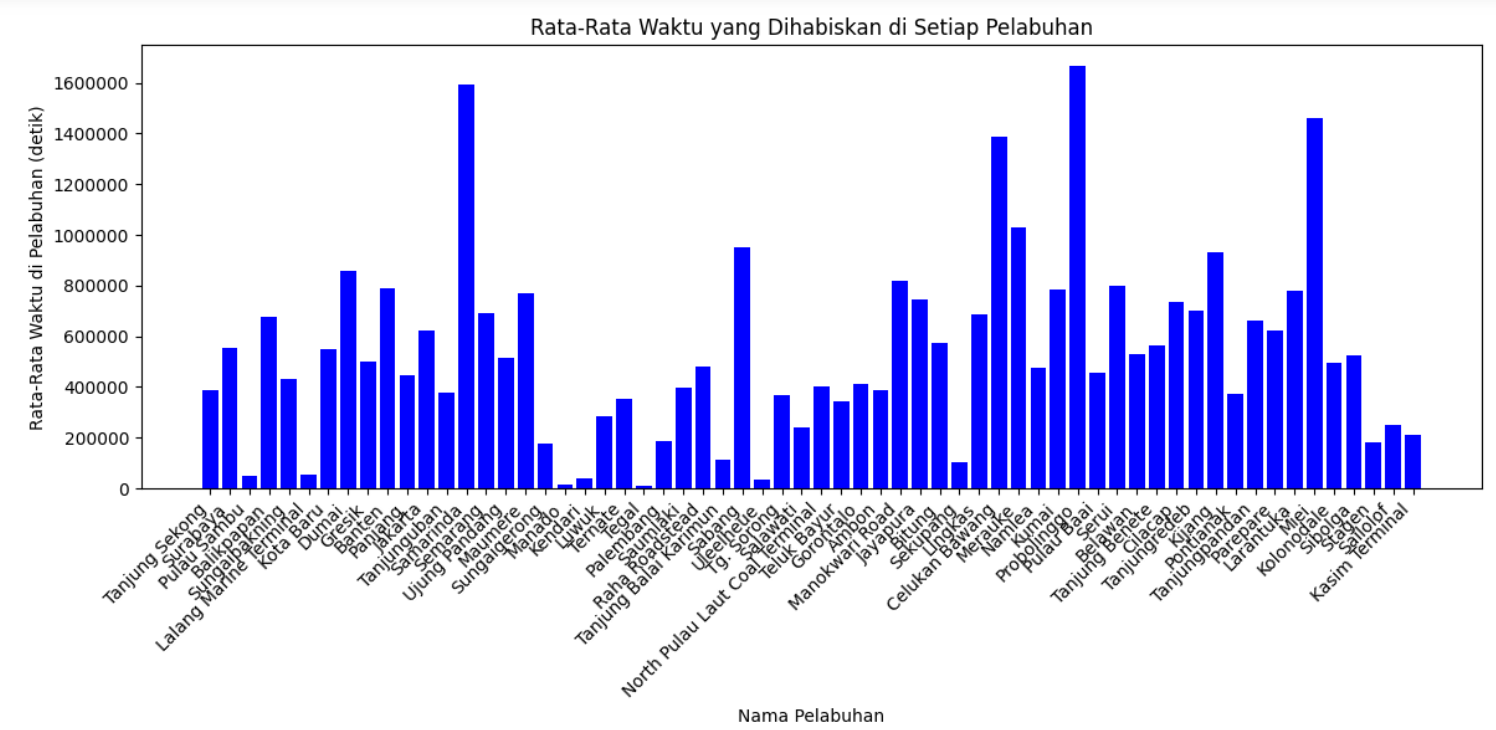 Rata-Rata Waktu yang Dihabiskan di Setiap Pelabuhan
Rata-Rata Waktu di Pelabuhan (detik)
1600000
1400000
1200000
1000000
800000
600000
400000
200000
0
Tanjung Sekong
Surabaya
Pulau Sambu
Balikpapan
Sungaipakning
Lalang Marine Terminal
Kota Baru
Dumai
Gresik
Banten
Panjang
Jakarta
Tanjunguban
Samarinda
Semarang
Ujung Pandang
Maumere
Sungaigerong
Manado
Kendari
Luwuk
Ternate
Tegal
Palembang
Saumlaki
Raha Roadstead
Tanjung Balai Karimun
Sabang
Uleelheue
Tg. Sorong
Salawati
North Pulau Laut Coal Terminal
Teluk Bayur
Gorontalo
Ambon
Manokwari Road
Jayapura
Bitung
Sekupang
Lingkas
Celukan Bawang
Merauke
Namlea
Kumai
Probolinggo
Pulau Baai
Serui
Belawan
Tanjung Benete
Cilacap
Tanjungredeb
Kijang
Pontianak
Tanjungpandan
Parepare
Larantuka
Miei
Kolonodale
Sibolga
Stagen
Sailolof
Kasim Terminal
Nama Pelabuhan